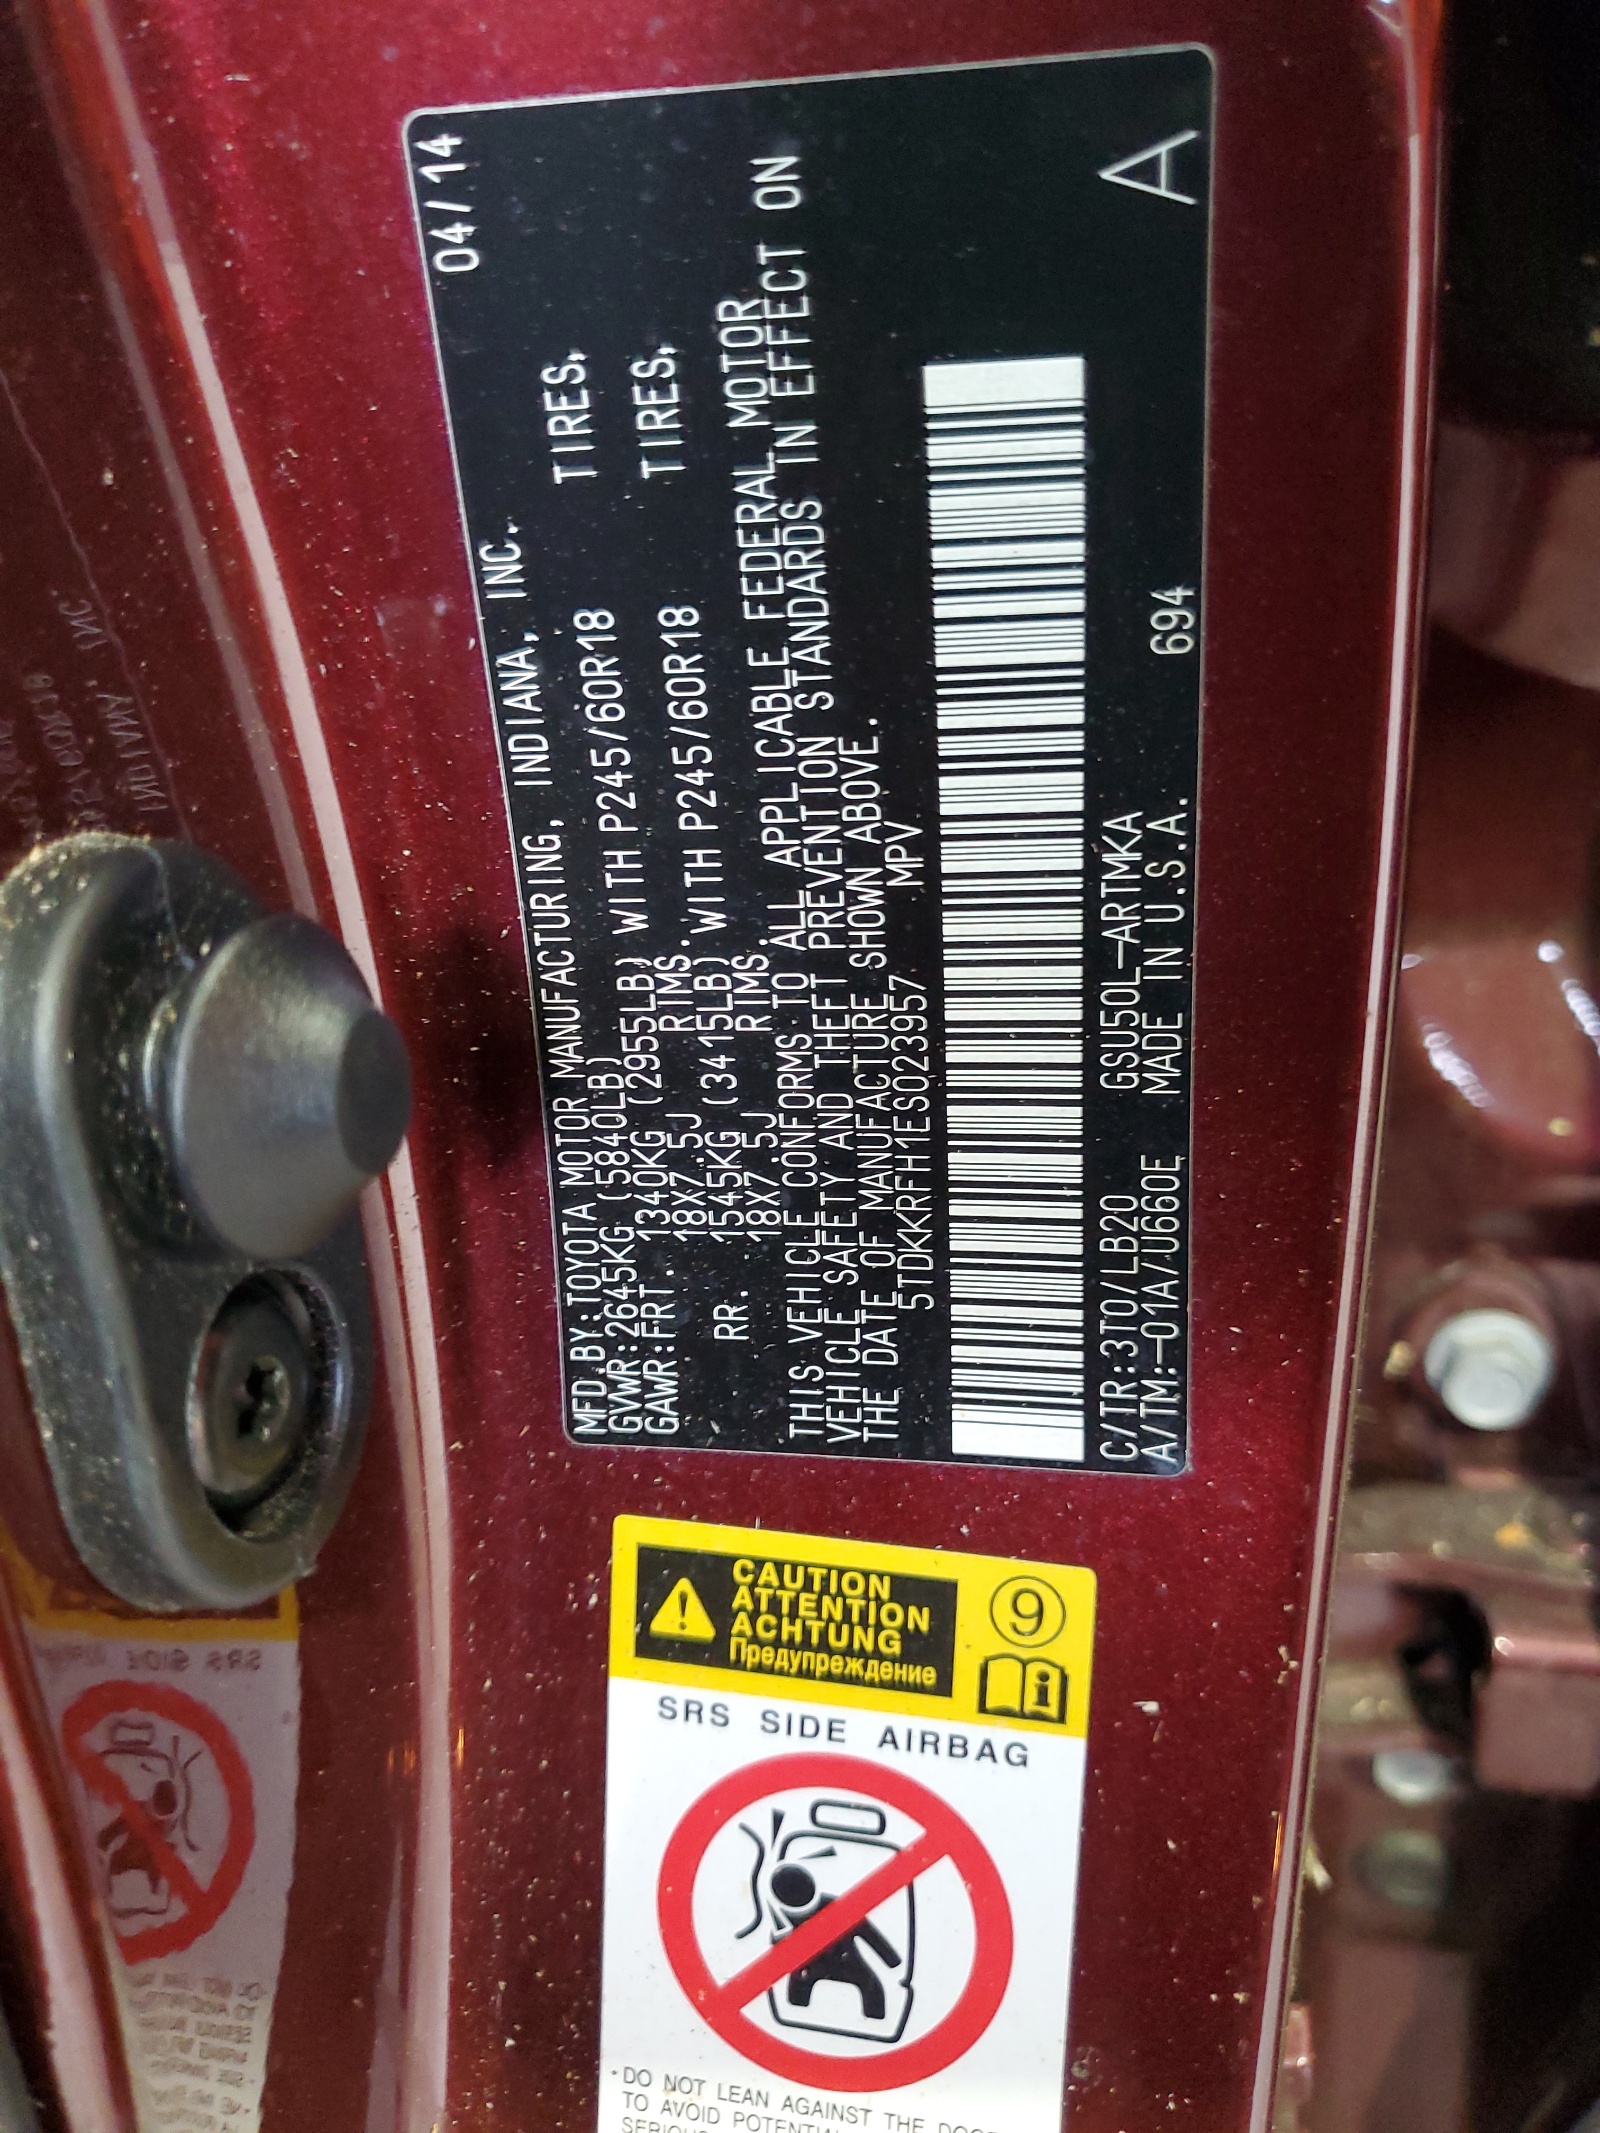 04/14
MFD.BY:TOYOTA MOTOR MANUFACTURING, INDIANA, INC.
GVWR:2645KG(5840LB)
GAWR:FRT. 1340KG(2955LB) WITH P245/60R18 TIRES,
18X7.5J RIMS.
RR. 1545KG(3415LB) WITH P245/60R18 TIRES,
18X7.5J RIMS.
THIS VEHICLE CONFORMS TO ALL APPLICABLE FEDERAL MOTOR
VEHICLE SAFETY AND THEFT PREVENTION STANDARDS IN EFFECT ON
THE DATE OF MANUFACTURE SHOWN ABOVE.
5TDKKRFH1ES023957 MPV
C/TR:3T0/LB20 GSU50L-ARTMKA
A/TM:-01A/U660E MADE IN U.S.A. 694
A
CAUTION
ATTENTION
ACHTUNG
Предупреждение
9
i
SRS SIDE AIRBAG
·DO NOT LEAN AGAINST THE
TO AVOID